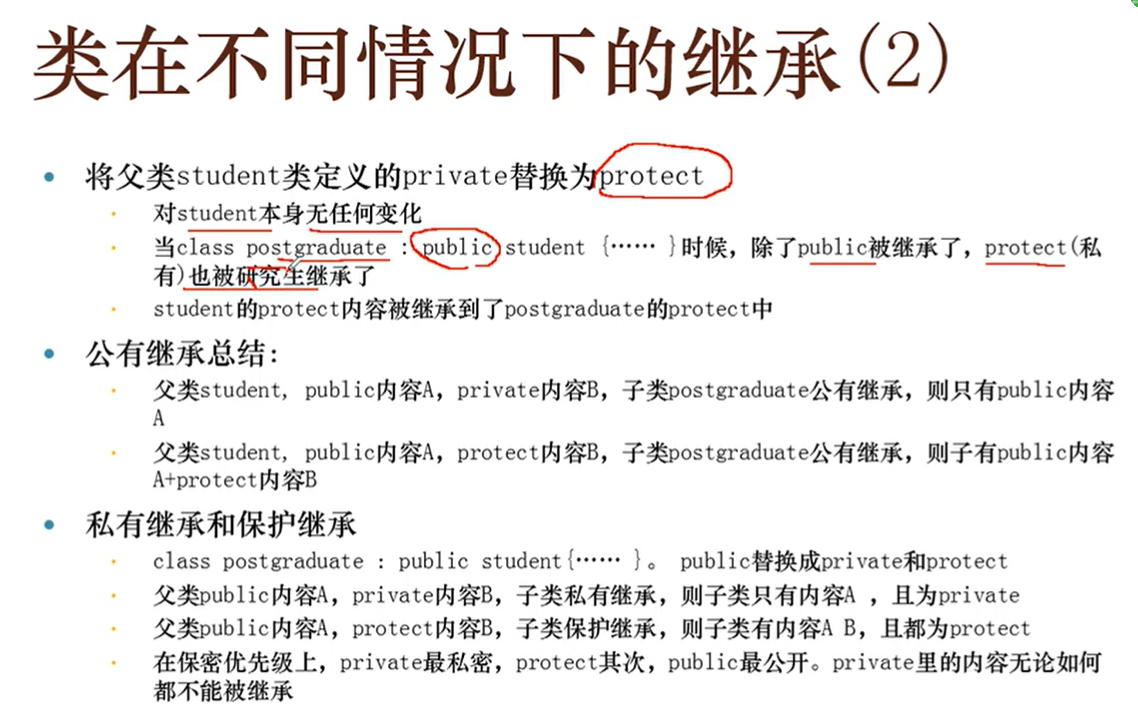 类在不同情况下的继承(2)
将父类student类定义的private替换为protect
对student本身无任何变化
当class postgraduate : public student {…… }时候，除了public被继承了，protect(私
有)也被研究生继承了
student的protect内容被继承到了postgraduate的protect中
公有继承总结:
父类student, public内容A，private内容B，子类postgraduate公有继承，则只有public内容
A
父类student, public内容A，protect内容B，子类postgraduate公有继承，则子有public内容
A+protect内容B
私有继承和保护继承
class postgraduate : public student{…… }。 public替换成private和protect
父类public内容A，private内容B，子类私有继承，则子类只有内容A ，且为private
父类public内容A，protect内容B，子类保护继承，则子类有内容A B，且都为protect
在保密优先级上，private最私密，protect其次，public最公开。private里的内容无论如何
都不能被继承